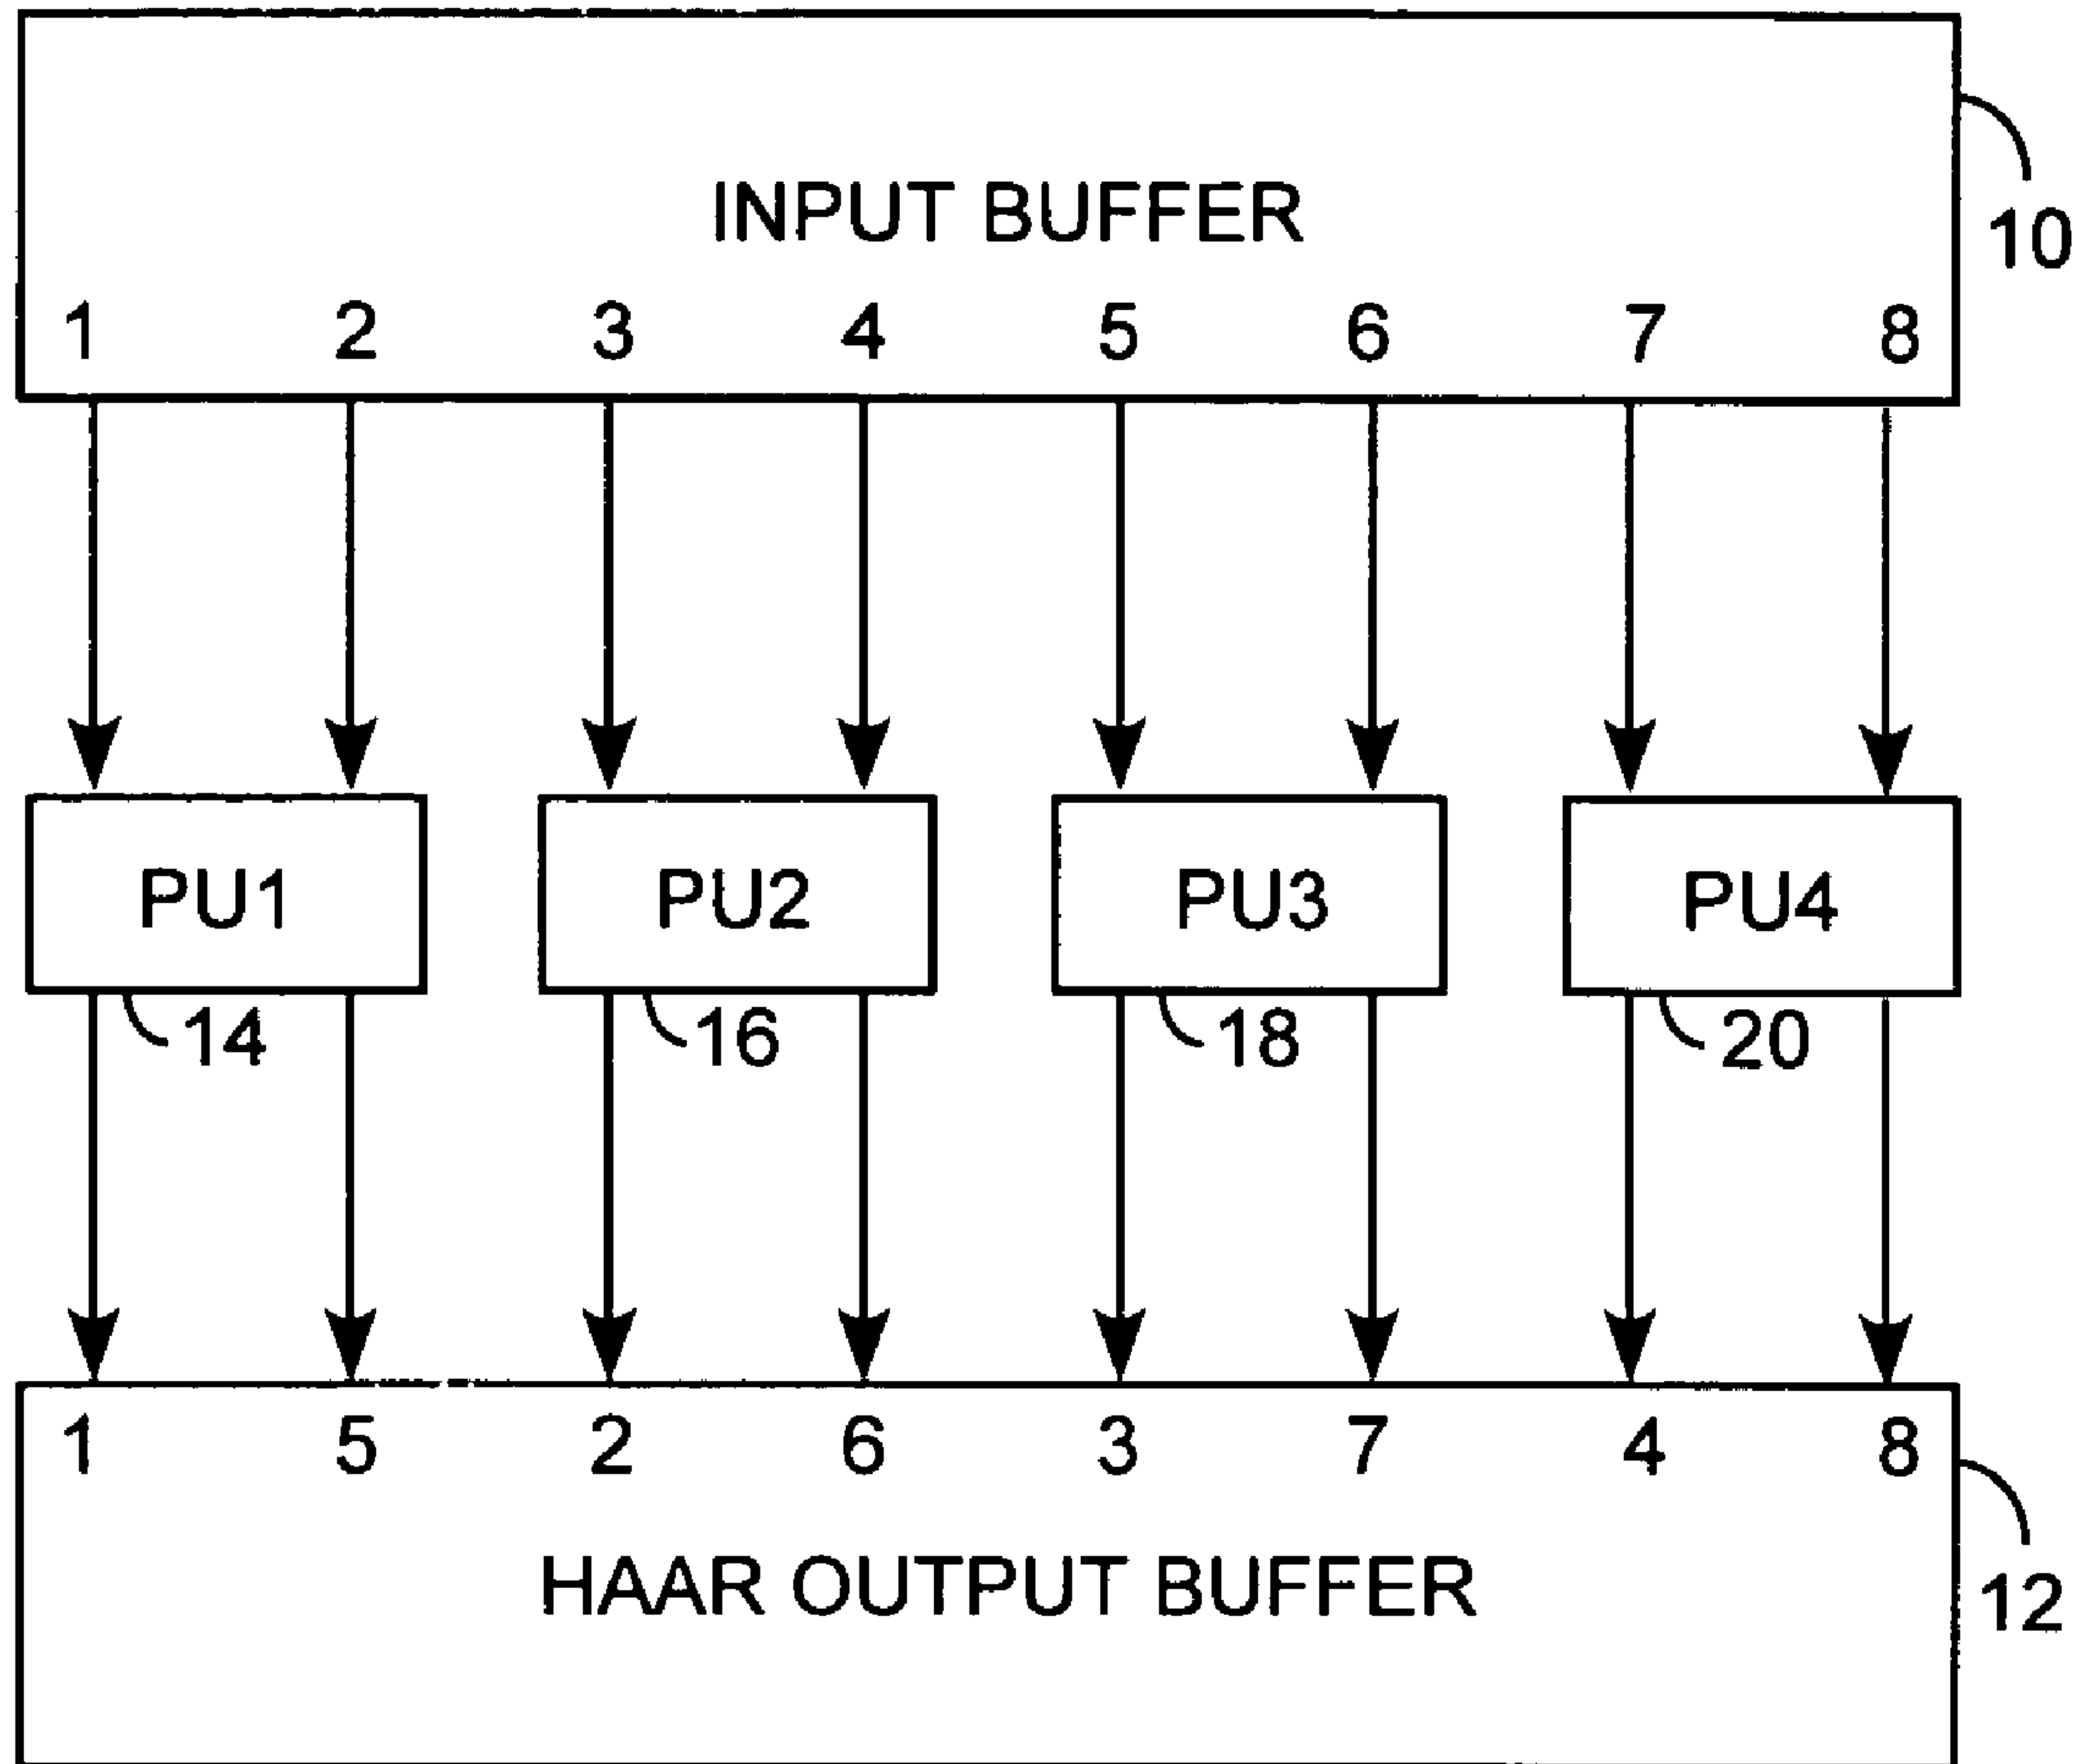 INPUT BUFFER
10
1 2 3 4 5 6 7 8
PU1 PU2 PU3 PU4
14 16 18 20
1 5 2 6 3 7 4 8
HAAR OUTPUT BUFFER
12